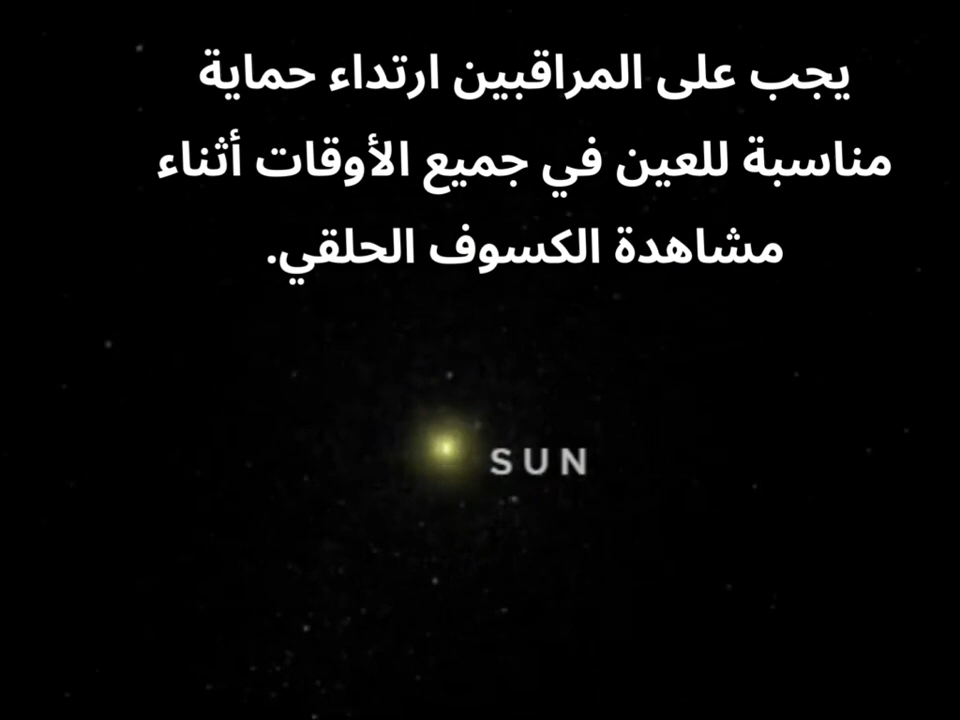 يجب على المراقبين ارتداء حماية
مناسبة للعين في جميع الأوقات أثناء
مشاهدة الكسوف الحلقي.
SUN